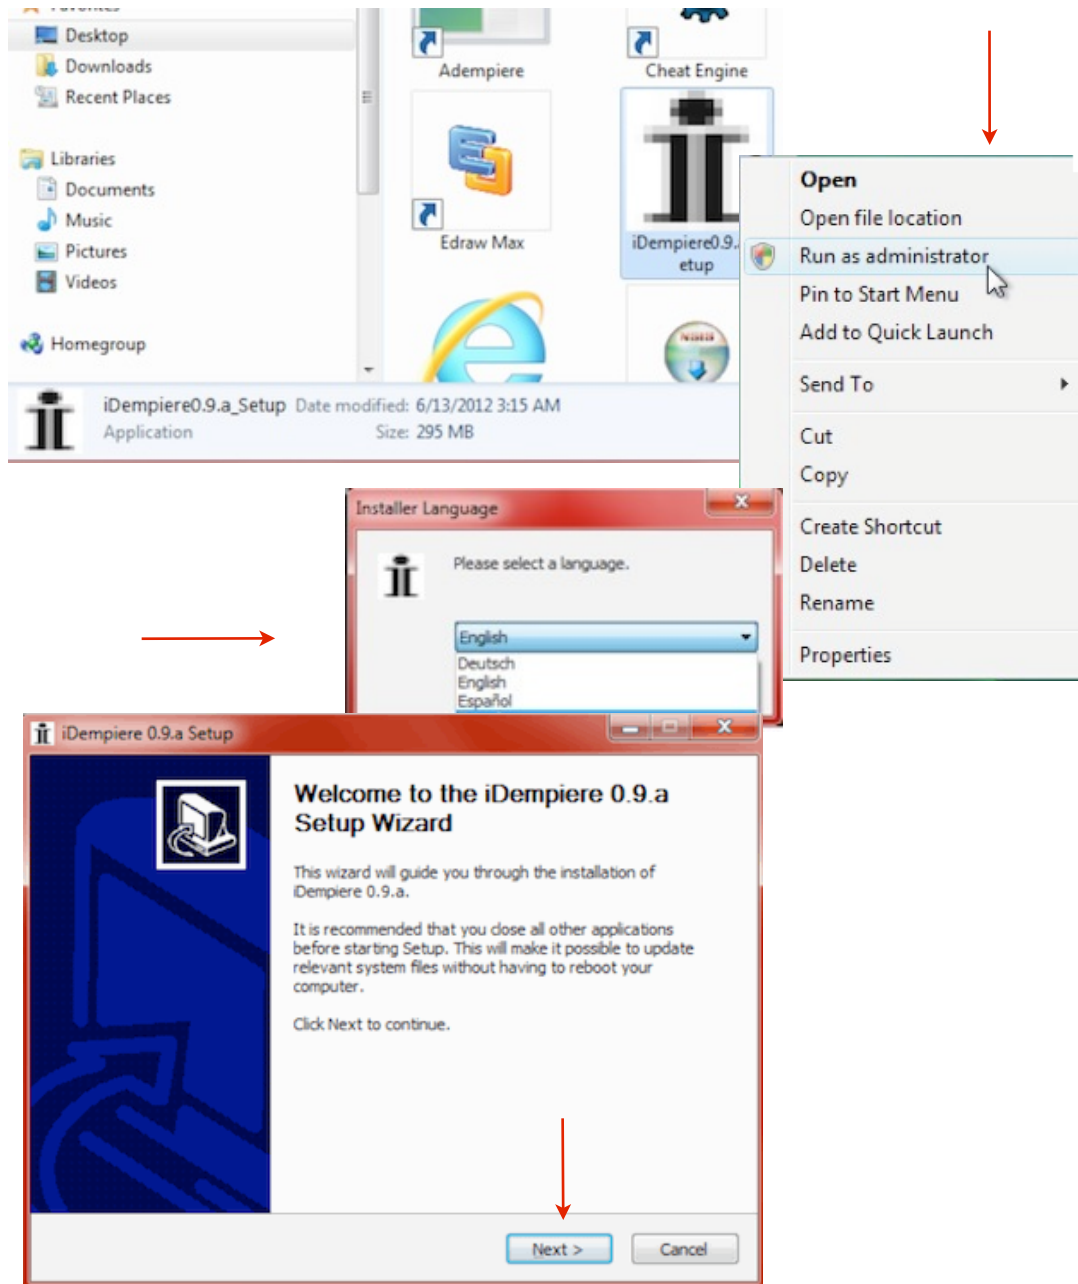 Favorites
Desktop
Downloads
Recent Places
Libraries
Documents
Music
Pictures
Videos
Homegroup
Adempiere
Cheat Engine
Edraw Max
iDempiere0.9.
etup
NSIS
iDempiere0.9.a_Setup Date modified: 6/13/2012 3:15 AM
Application Size: 295 MB
Open
Open file location
Run as administrator
Pin to Start Menu
Add to Quick Launch
Send To
Cut
Copy
Create Shortcut
Delete
Rename
Properties
Installer Language
Please select a language.
English
Deutsch
English
Español
iDempiere 0.9.a Setup
Welcome to the iDempiere 0.9.a
Setup Wizard
This wizard will guide you through the installation of
iDempiere 0.9.a.
It is recommended that you close all other applications
before starting Setup. This will make it possible to update
relevant system files without having to reboot your
computer.
Click Next to continue.
Next >
Cancel